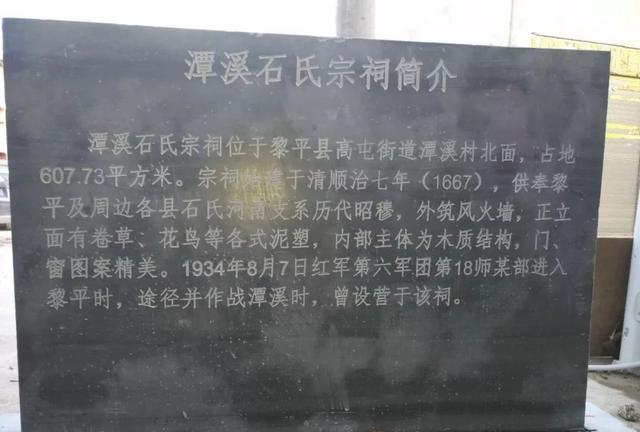 潭溪石氏宗祠简介
潭溪石氏宗祠位于黎平县高屯街道潭溪村北面，占地
607.73平方米。宗祠始建于清顺治七年（1667），供奉黎
平及周边各县石氏河南支系历代昭穆，外筑风火墙，正立
面有卷草、花鸟等各式泥塑，内部主体为木质结构，门、
窗图案精美。1934年8月7日红军第六军团第18师某部进入
黎平时，途径并作战潭溪时，曾设营于该祠。